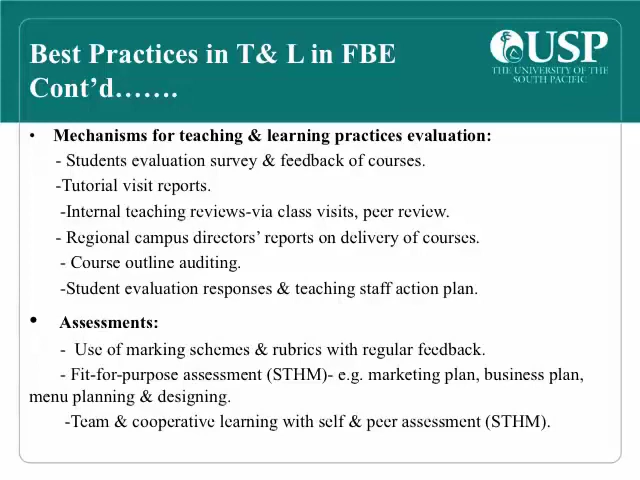 Best Practices in T& L in FBE
Cont’d…….
USP
THE UNIVERSITY OF THE
SOUTH PACIFIC
• Mechanisms for teaching & learning practices evaluation:
- Students evaluation survey & feedback of courses.
-Tutorial visit reports.
-Internal teaching reviews-via class visits, peer review.
- Regional campus directors’ reports on delivery of courses.
- Course outline auditing.
-Student evaluation responses & teaching staff action plan.
• Assessments:
- Use of marking schemes & rubrics with regular feedback.
- Fit-for-purpose assessment (STHM)- e.g. marketing plan, business plan,
menu planning & designing.
-Team & cooperative learning with self & peer assessment (STHM).